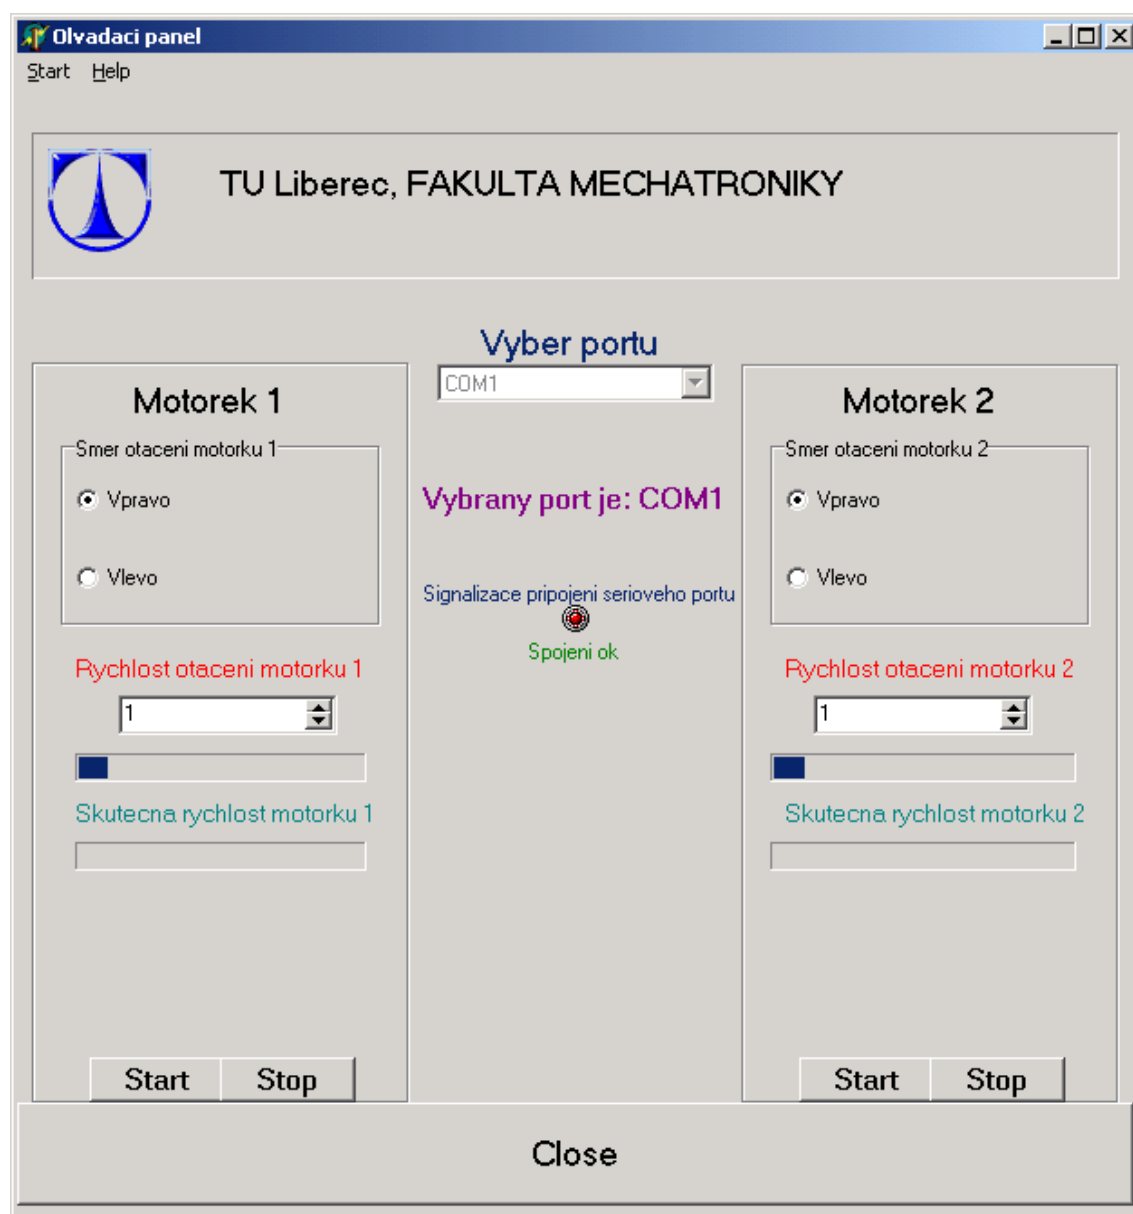 Olvadaci panel
Start Help
TU Liberec, FAKULTA MECHATRONIKY
Vyber portu
COM1
Vybrany port je: COM1
Signalizace pripojeni serioveho portu
Spojeni ok
Motorek 1
Smer otaceni motorku 1
Vpravo
Vlevo
Rychlost otaceni motorku 1
1
Skutecna rychlost motorku 1
Start Stop
Motorek 2
Smer otaceni motorku 2
Vpravo
Vlevo
Rychlost otaceni motorku 2
1
Skutecna rychlost motorku 2
Start Stop
Close